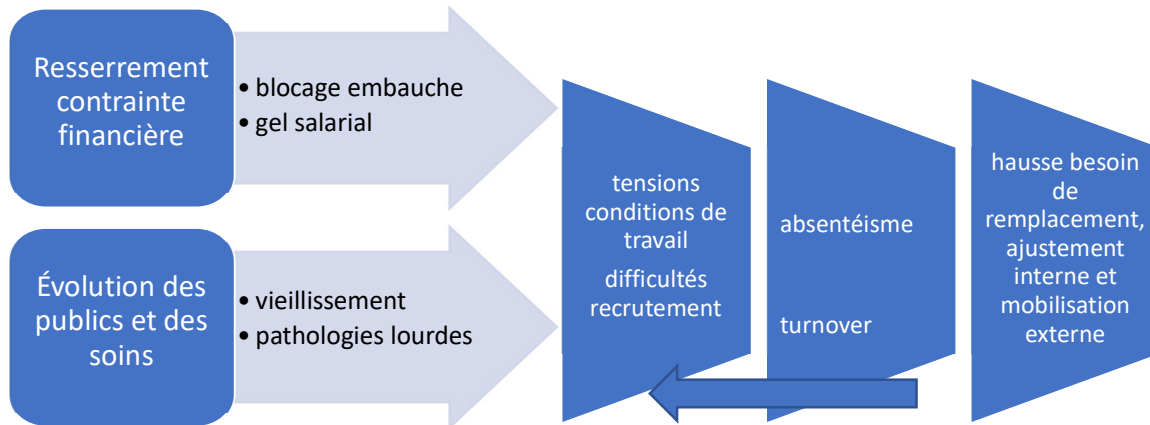 Resserrement
contrainte
financière
• blocage embauche
• gel salarial
Évolution des
publics et des
soins
• vieillissement
• pathologies lourdes
tensions
conditions de
travail
difficultés
recrutement
absentéisme
turnover
hausse besoin
de
remplacement,
ajustement
interne et
mobilisation
externe